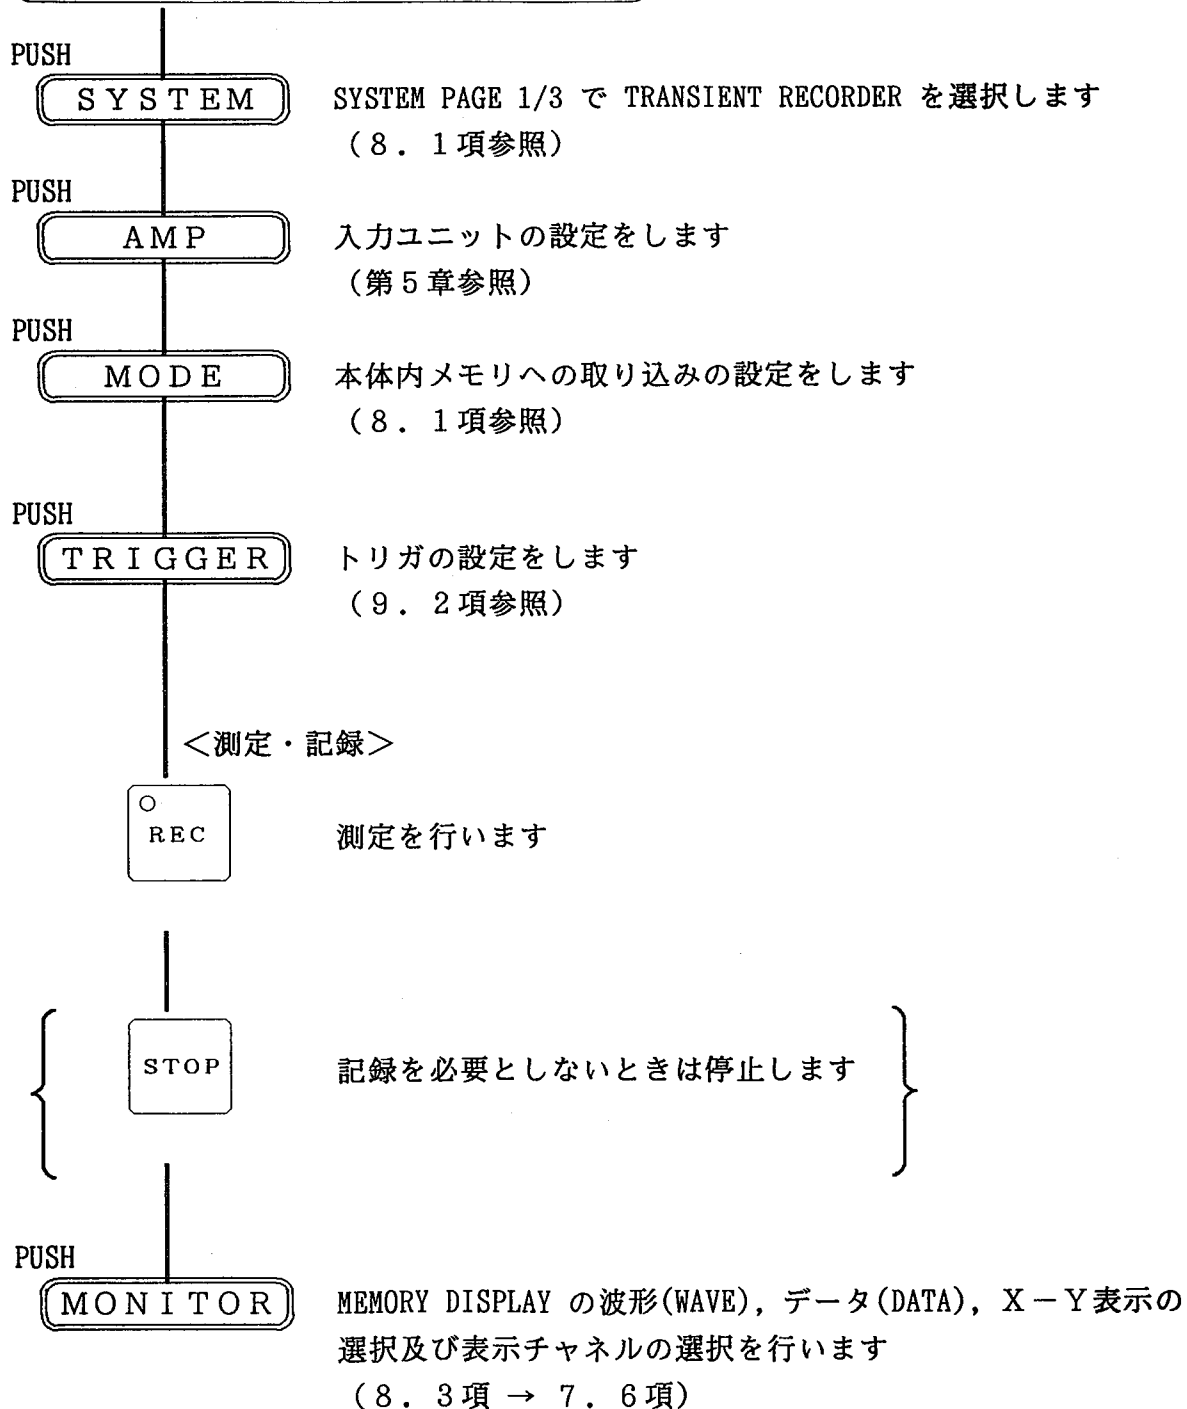 PUSH
SYSTEM
SYSTEM PAGE 1/3 で TRANSIENT RECORDER を選択します
(8．1項参照)
PUSH
AMP
入力ユニットの設定をします
(第5章参照)
PUSH
MODE
本体内メモリへの取り込みの設定をします
(8．1項参照)
PUSH
TRIGGER
トリガの設定をします
(9．2項参照)
＜測定・記録＞
REC
測定を行います
STOP
記録を必要としないときは停止します
PUSH
MONITOR
MEMORY DISPLAY の波形(WAVE)，データ(DATA)，X－Y表示の
選択及び表示チャネルの選択を行います
(8．3項 → 7．6項)